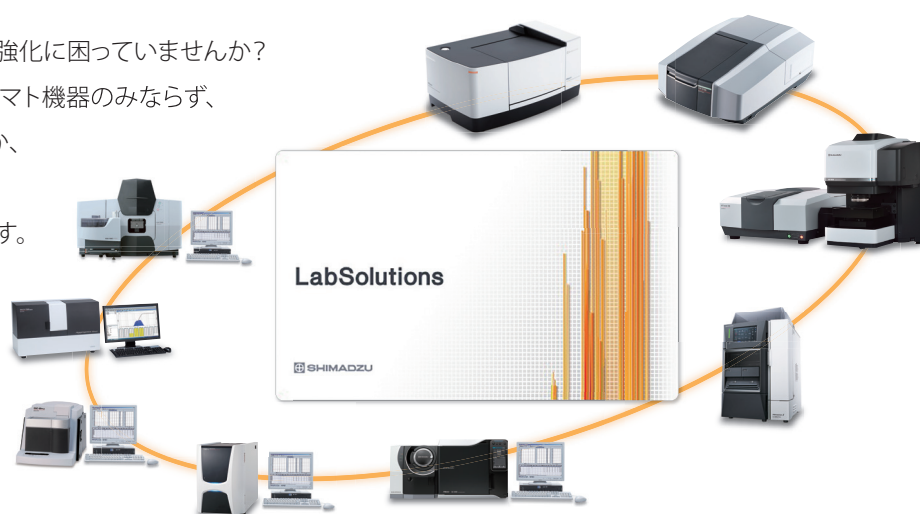 強化に困っていませんか?
マト機器のみならず、
か、
す。
LabSolutions
SHIMADZU